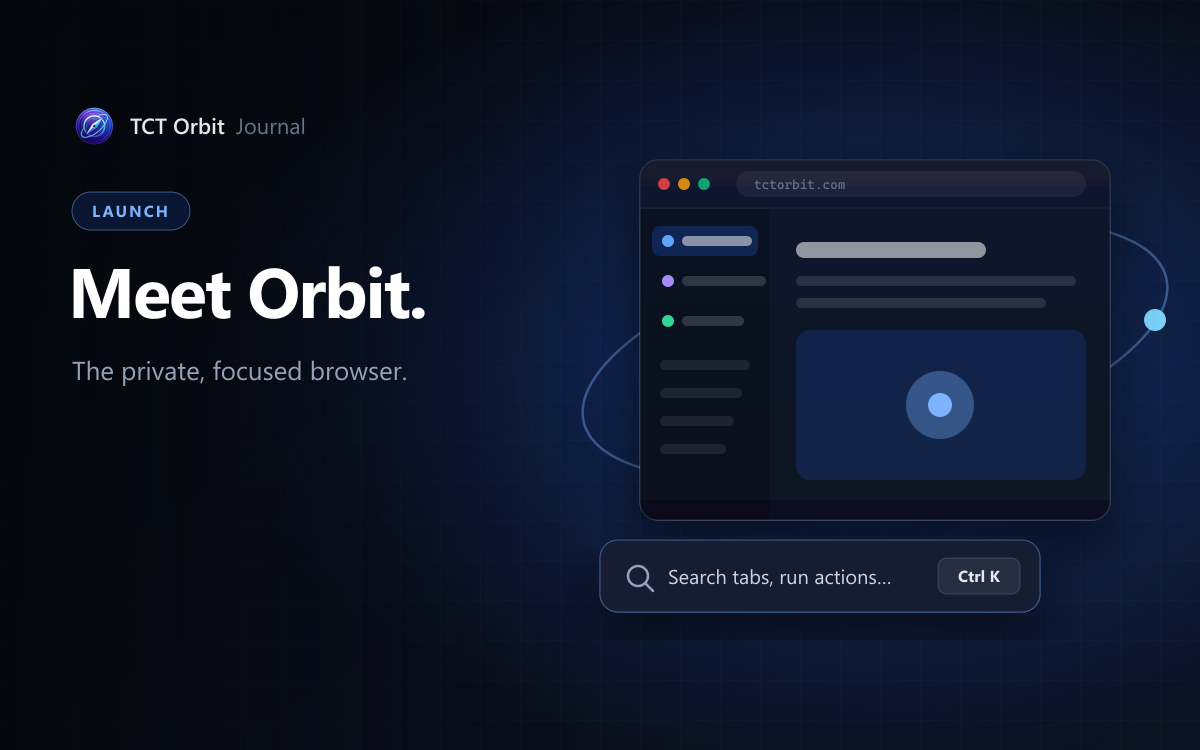 TCT Orbit Journal
LAUNCH
Meet Orbit.
The private, focused browser.
tctorbit.com
Search tabs, run actions...
Ctrl K